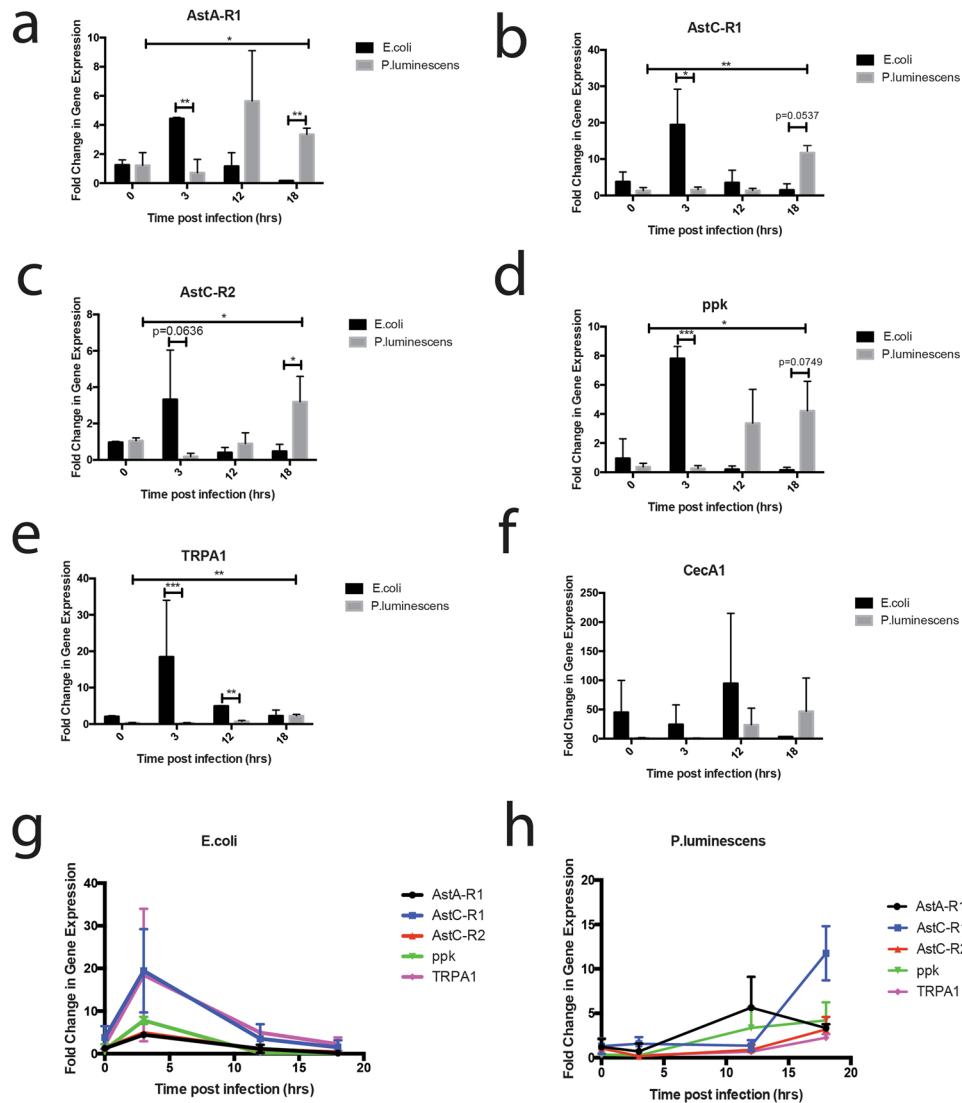 a
AstA-R1
Fold Change in Gene Expression
10
8
6
4
2
0
*
**
**
0
3
12
18
Time post infection (hrs)
E.coli
P.luminescens
b
AstC-R1
Fold Change in Gene Expression
40
30
20
10
0
**
*
p=0.0537
0
3
12
18
Time post infection (hrs)
E.coli
P.luminescens
c
AstC-R2
Fold Change in Gene Expression
8
6
4
2
0
*
p=0.0636
*
0
3
12
18
Time post infection (hrs)
E.coli
P.luminescens
d
ppk
Fold Change in Gene Expression
10
8
6
4
2
0
*
***
p=0.0749
0
3
12
18
Time post infection (hrs)
E.coli
P.luminescens
e
TRPA1
Fold Change in Gene Expression
40
30
20
10
0
**
***
**
0
3
12
18
Time post infection (hrs)
E.coli
P.luminescens
f
CecA1
Fold Change in Gene Expression
250
200
150
100
50
0
0
3
12
18
Time post infection (hrs)
E.coli
P.luminescens
g
E.coli
Fold Change in Gene Expression
40
30
20
10
0
0
5
10
15
20
Time post infection (hrs)
AstA-R1
AstC-R1
AstC-R2
ppk
TRPA1
h
P.luminescens
Fold Change in Gene Expression
20
15
10
5
0
0
5
10
15
20
Time post infection (hrs)
AstA-R1
AstC-R1
AstC-R2
ppk
TRPA1